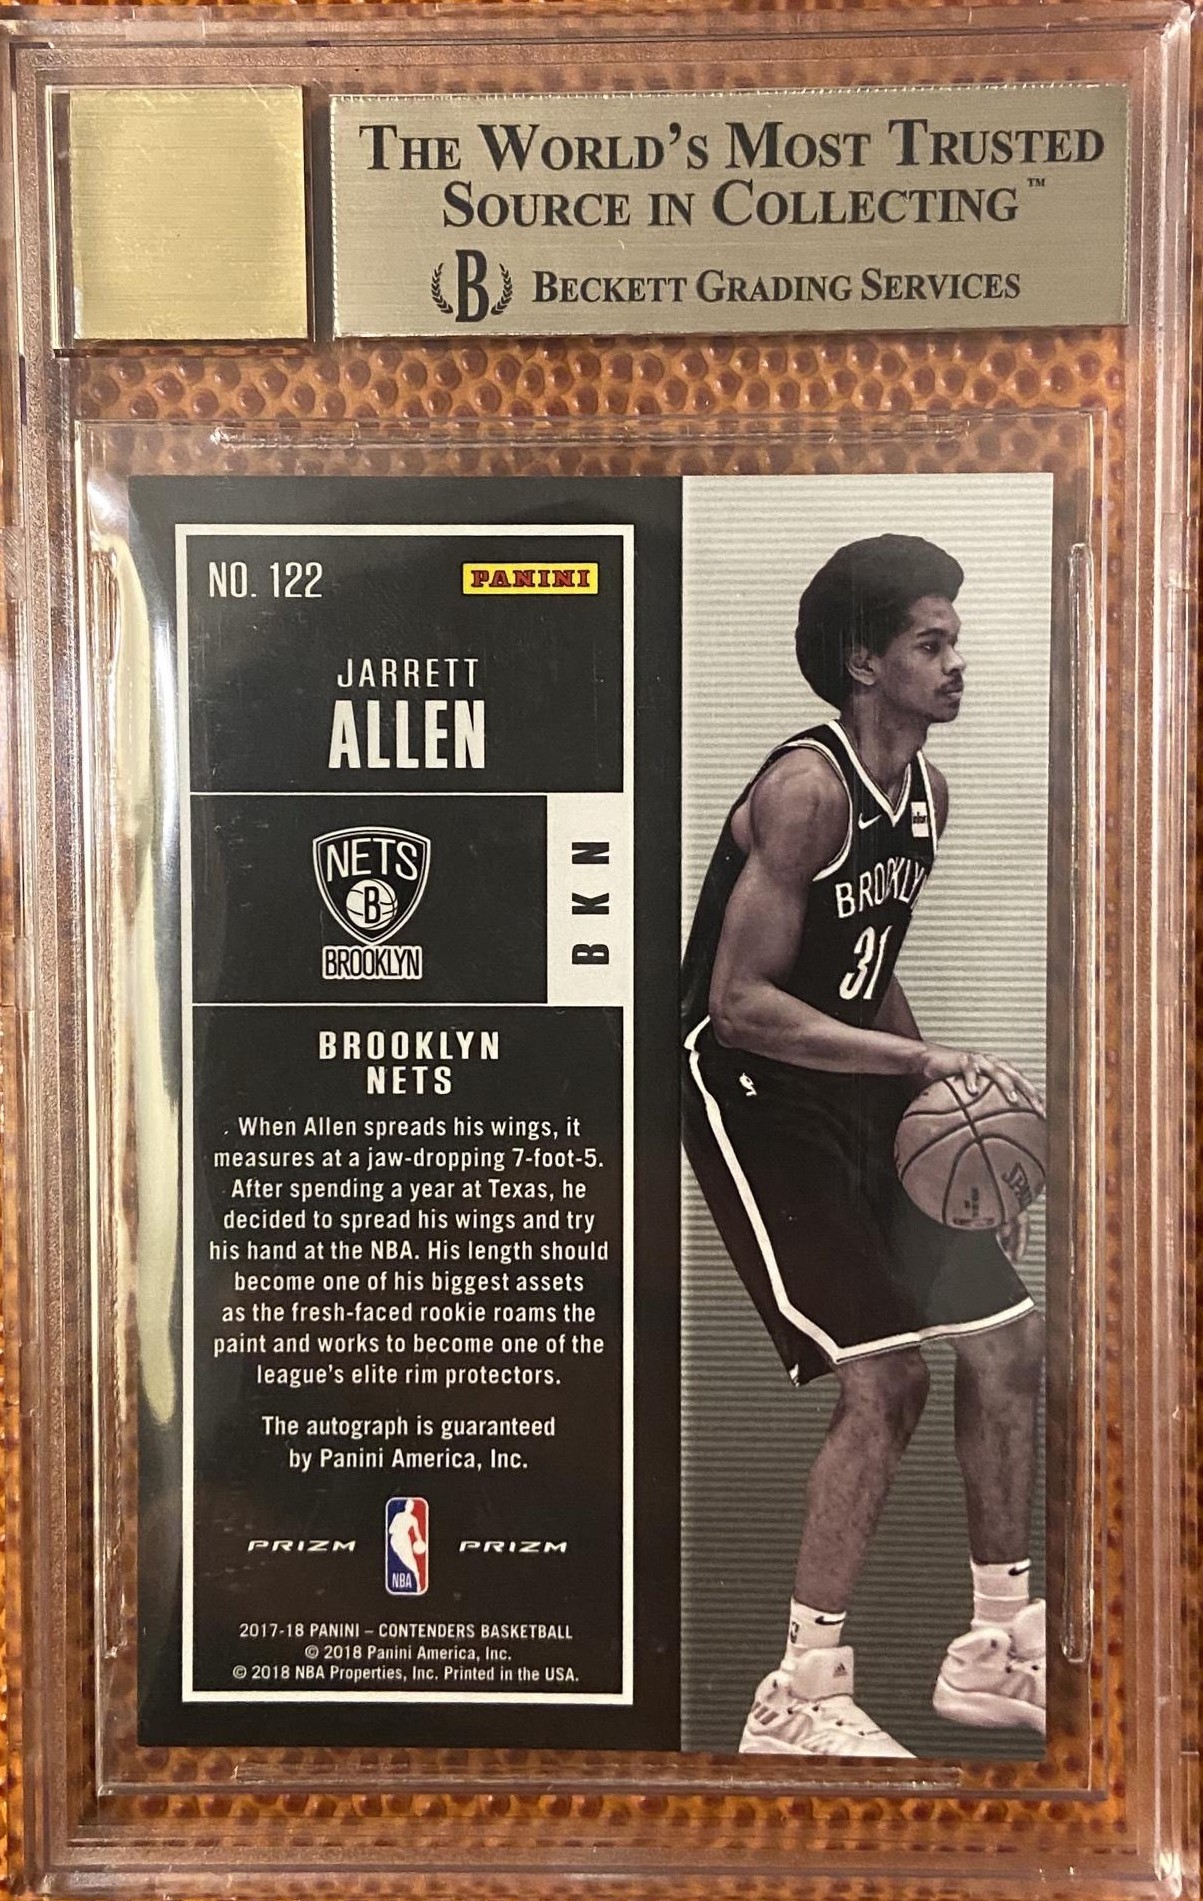 THE WORLD'S MOST TRUSTED
SOURCE IN COLLECTING™
B BECKETT GRADING SERVICES
NO. 122 PANINI
JARRETT
ALLEN
NETS
B
BROOKLYN
BKN
BROOKLYN
NETS
When Allen spreads his wings, it
measures at a jaw-dropping 7-foot-5.
After spending a year at Texas, he
decided to spread his wings and try
his hand at the NBA. His length should
become one of his biggest assets
as the fresh-faced rookie roams the
paint and works to become one of the
league's elite rim protectors.
The autograph is guaranteed
by Panini America, Inc.
PRIZM NBA PRIZM
2017-18 PANINI – CONTENDERS BASKETBALL
© 2018 Panini America, Inc.
© 2018 NBA Properties, Inc. Printed in the USA.
BROOKLY
31